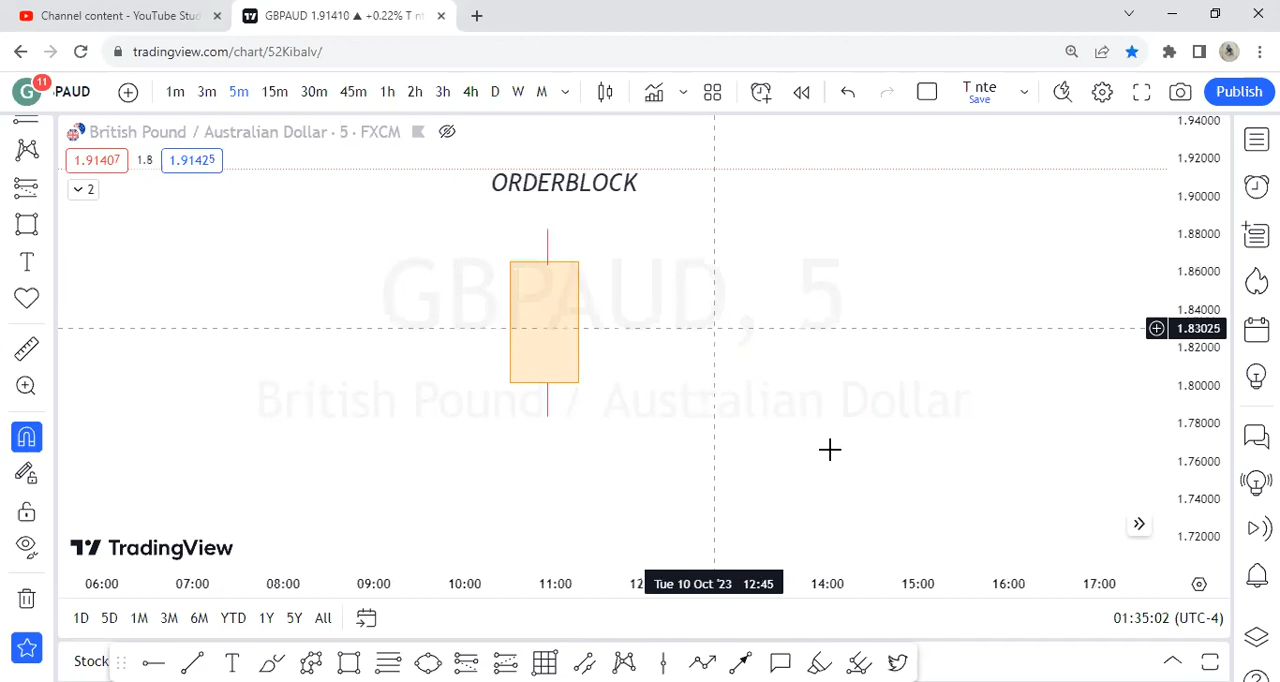 Channel content - YouTube Stud
GBPAUD 1.91410 ▲ +0.22% T nt
tradingview.com/chart/52Kibalv/
G 11 PAUD 1m 3m 5m 15m 30m 45m 1h 2h 3h 4h D W M T nte Save Publish
British Pound / Australian Dollar · 5 · FXCM
1.91407 1.8 1.91425
2
ORDERBLOCK
GBPAUD, 5
British Pound / Australian Dollar
1.94000
1.92000
1.90000
1.88000
1.86000
1.84000
1.83025
1.82000
1.80000
1.78000
1.76000
1.74000
1.72000
TradingView
06:00 07:00 08:00 09:00 10:00 11:00 12 Tue 10 Oct '23 12:45 14:00 15:00 16:00 17:00
1D 5D 1M 3M 6M YTD 1Y 5Y All 01:35:02 (UTC-4)
Stock